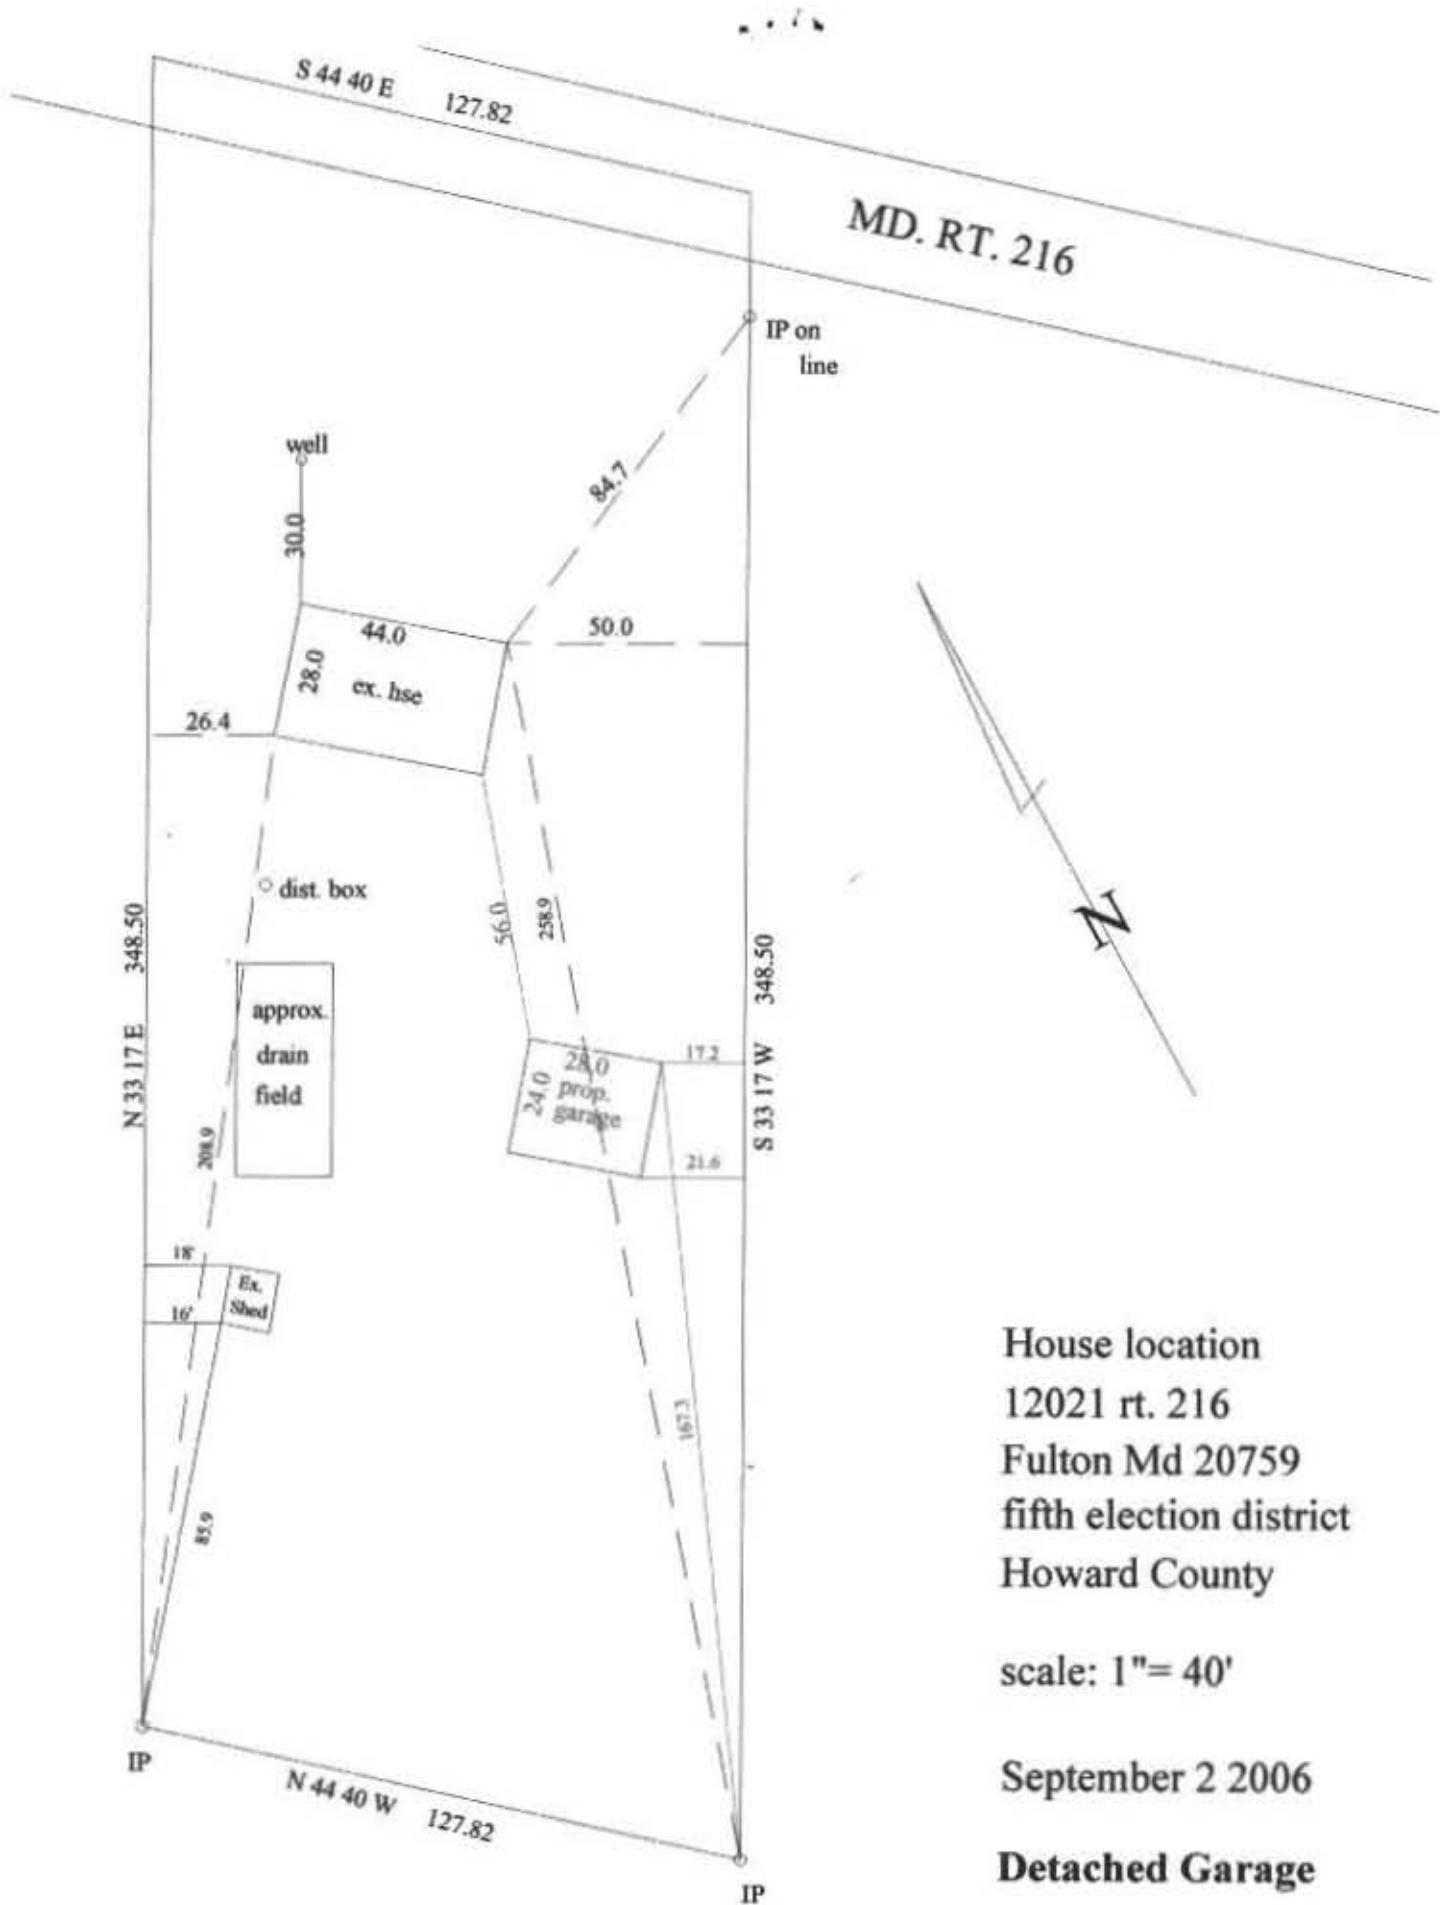 S 44 40 E 127.82
MD. RT. 216
IP on
line
well
30.0
84.7
44.0
50.0
28.0
ex. hse
26.4
dist. box
56.0
258.9
N 33 17 E 348.50
S 33 17 W 348.50
N
approx.
drain
field
28.0
17.2
24.0
prop.
garage
208.9
21.6
18'
Ex.
Shed
16'
167.3
85.9
IP
N 44 40 W 127.82
IP
House location
12021 rt. 216
Fulton Md 20759
fifth election district
Howard County
scale: 1"= 40'
September 2 2006
Detached Garage